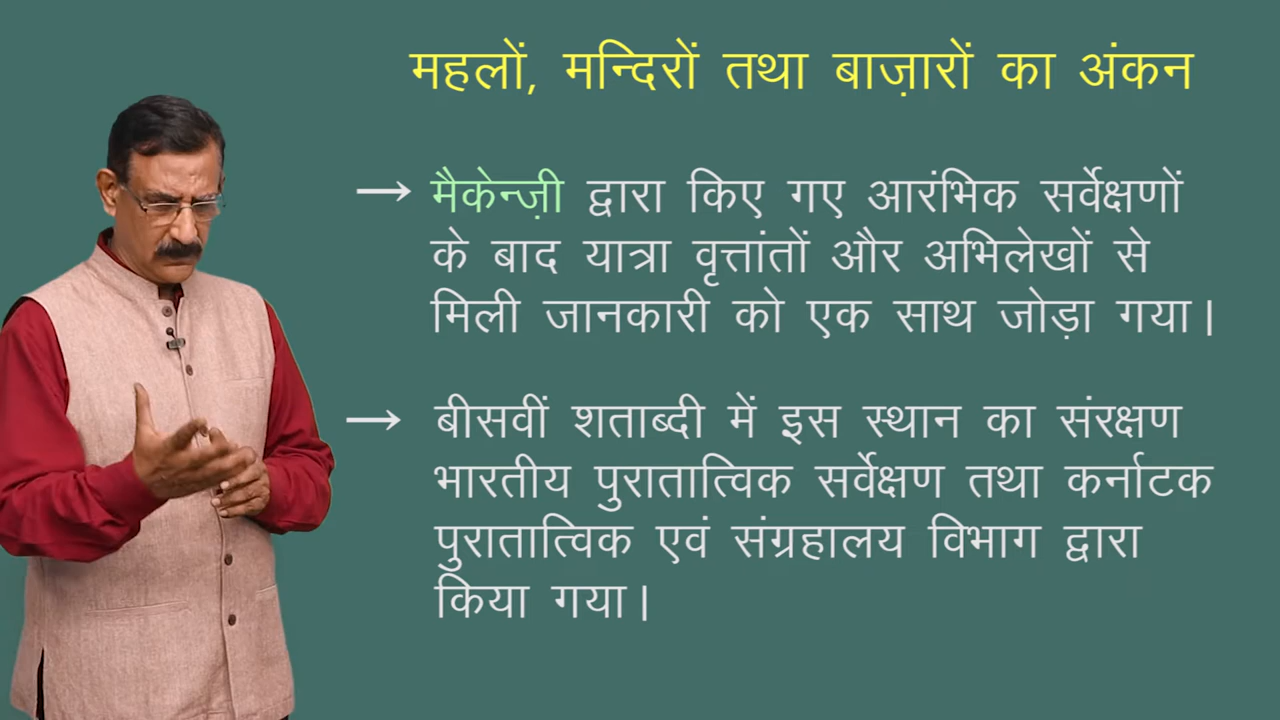 महलों, मन्दिरों तथा बाज़ारों का अंकन
→ मैकेन्ज़ी द्वारा किए गए आरंभिक सर्वेक्षणों
के बाद यात्रा वृत्तांतों और अभिलेखों से
मिली जानकारी को एक साथ जोड़ा गया।
→ बीसवीं शताब्दी में इस स्थान का संरक्षण
भारतीय पुरातात्विक सर्वेक्षण तथा कर्नाटक
पुरातात्विक एवं संग्रहालय विभाग द्वारा
किया गया।